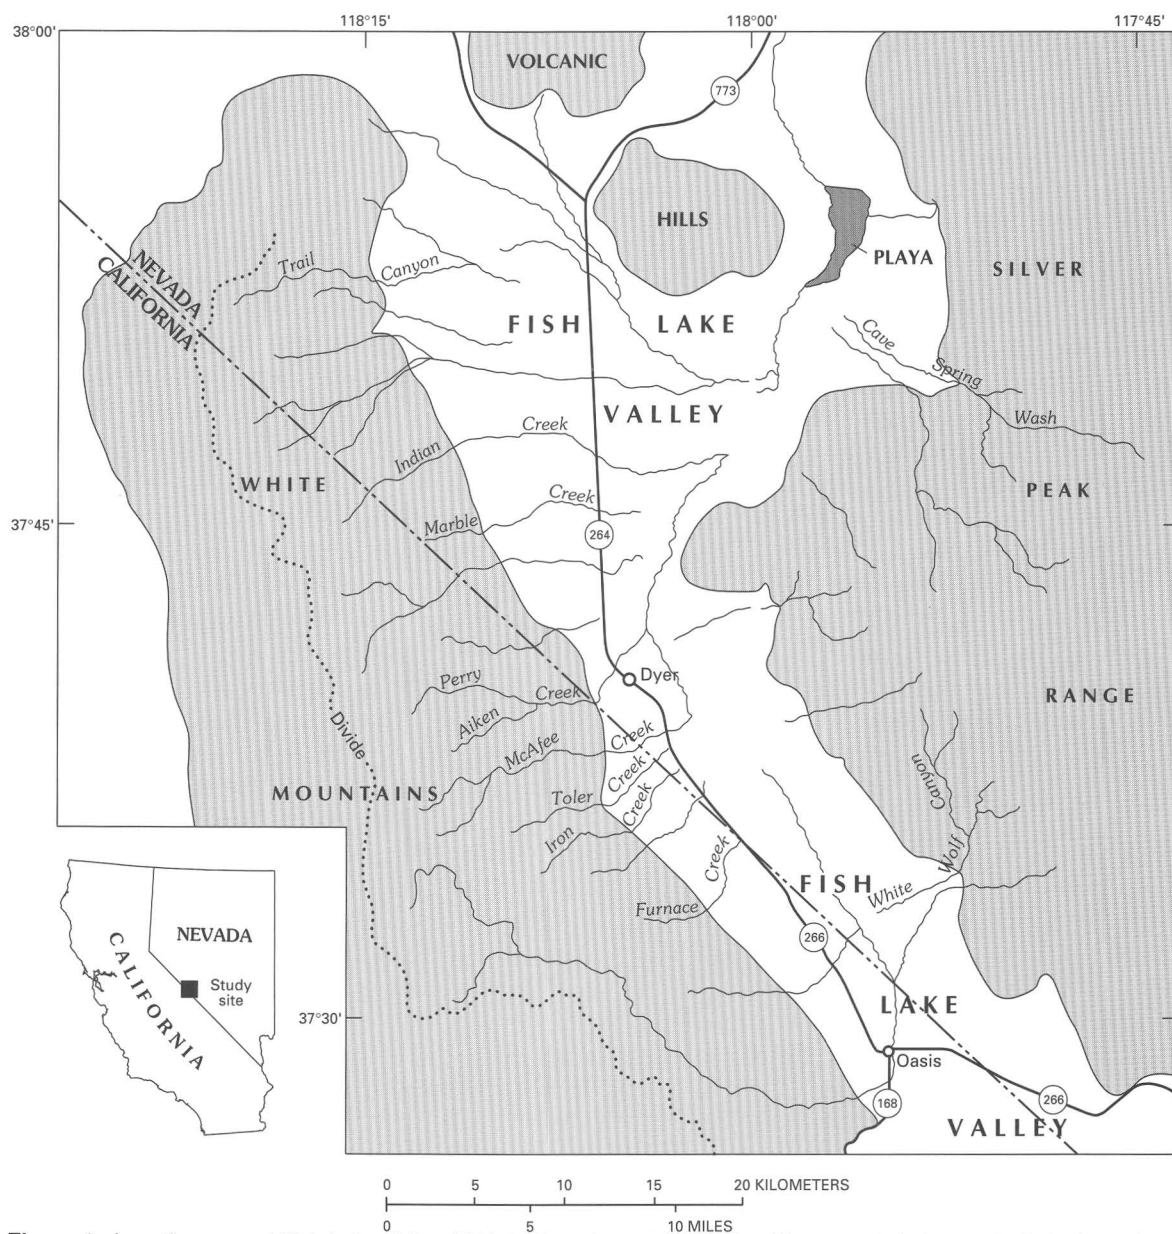 118°15'
118°00'
117°45'
38°00'
VOLCANIC
773
HILLS
PLAYA
SILVER
NEVADA
CALIFORNIA
Trail
Canyon
FISH LAKE
VALLEY
Cave
Spring
Wash
Indian
Creek
WHITE
PEAK
Marble
Creek
37°45'
264
Perry
Creek
Dyer
RANGE
Aiken
McAfee
Creek
Divide
MOUNTAINS
Toler
Creek
Iron
Creek
Canyon
Wolf
White
Furnace
Creek
FISH
266
LAKE
37°30'
Oasis
168
266
VALLEY
NEVADA
CALIFORNIA
Study
site
0 5 10 15 20 KILOMETERS
0 5 10 MILES